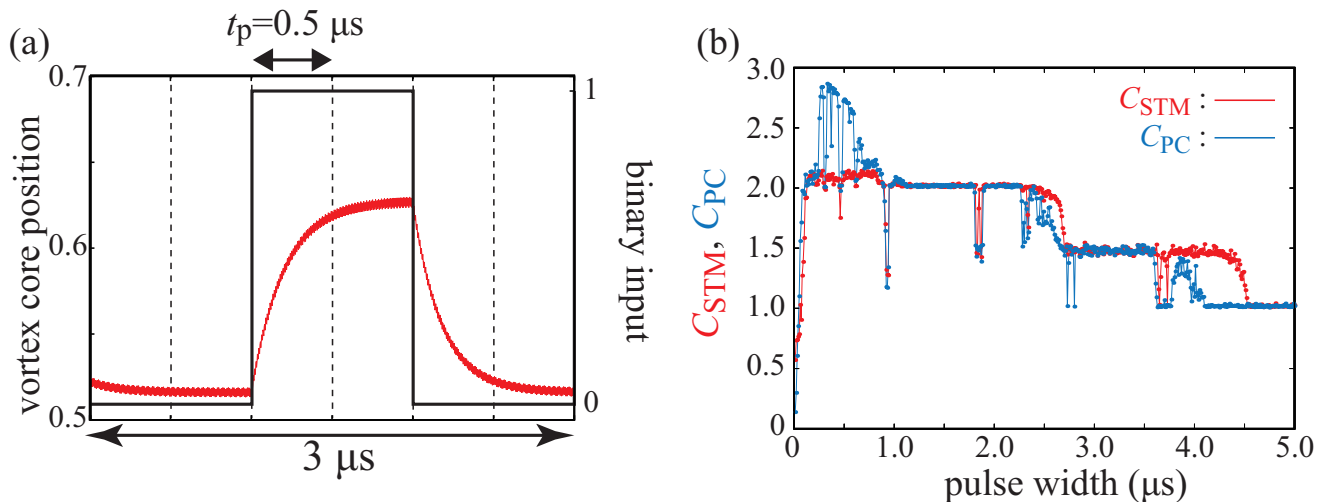 (a)
tp=0.5 μs
0.7
0.6
0.5
vortex core position
1
0
binary input
3 μs
(b)
3.0
2.5
2.0
1.5
1.0
0.5
0
CSTM, CPC
CSTM :
CPC :
0 1.0 2.0 3.0 4.0 5.0
pulse width (μs)